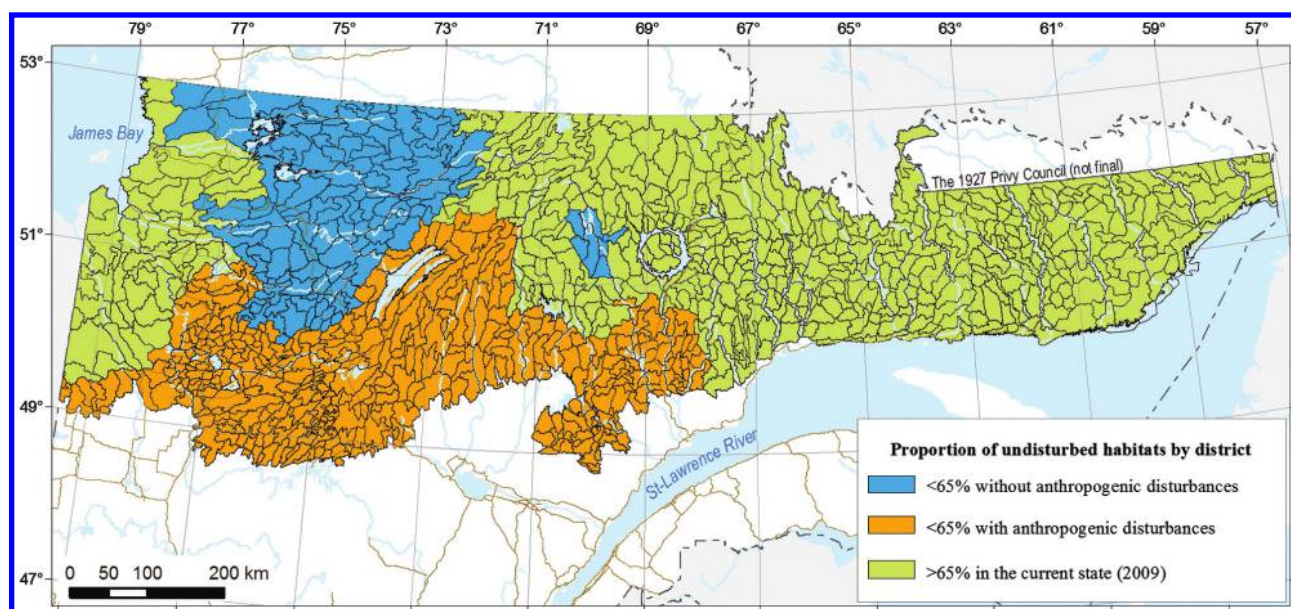 79° 77° 75° 73° 71° 69° 67° 65° 63° 61° 59° 57°
53°
James Bay
The 1927 Privy Council (not final)
51°
49°
St-Lawrence River
47°
Proportion of undisturbed habitats by district
<65% without anthropogenic disturbances
<65% with anthropogenic disturbances
>65% in the current state (2009)
0 50 100 200 km